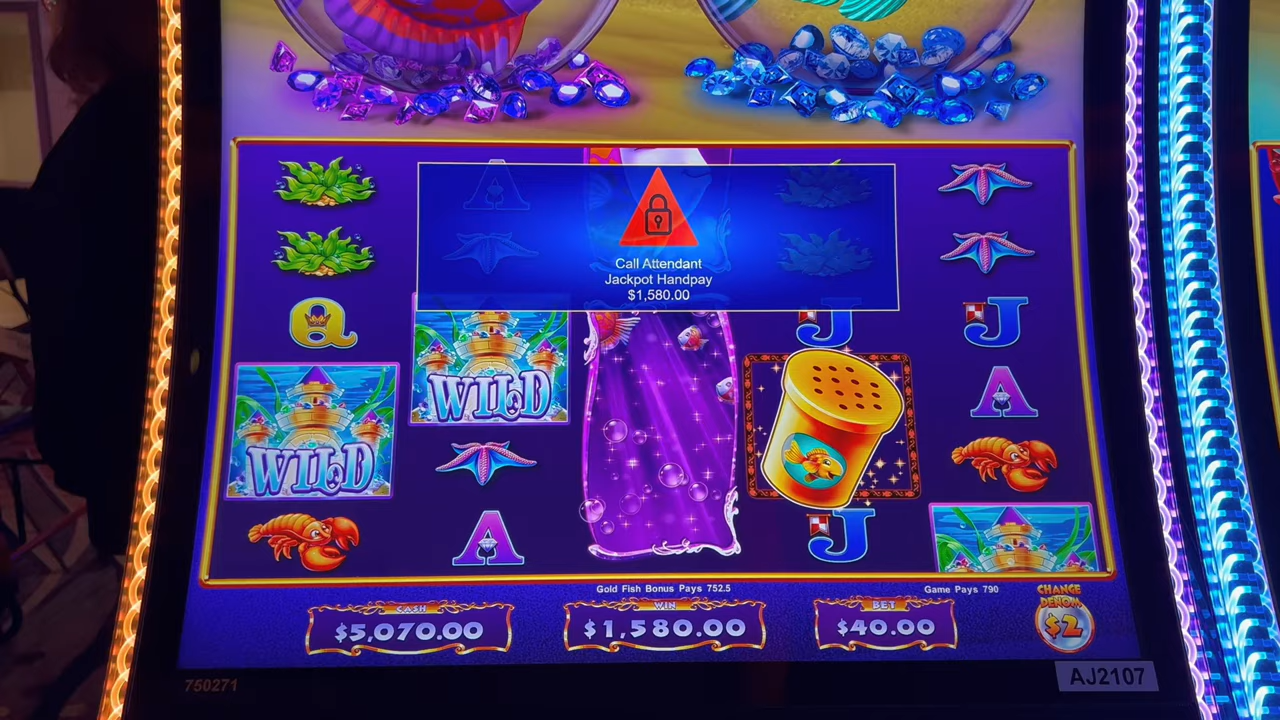 A
Call Attendant
Jackpot Handpay
$1,580.00
Q
J
J
WILD
WILD
A
A
J
Gold Fish Bonus Pays 752.5
Game Pays 790
CHANGE
DENOM
$2
CASH
$5,070.00
WIN
$1,580.00
BET
$40.00
750271
AJ2107